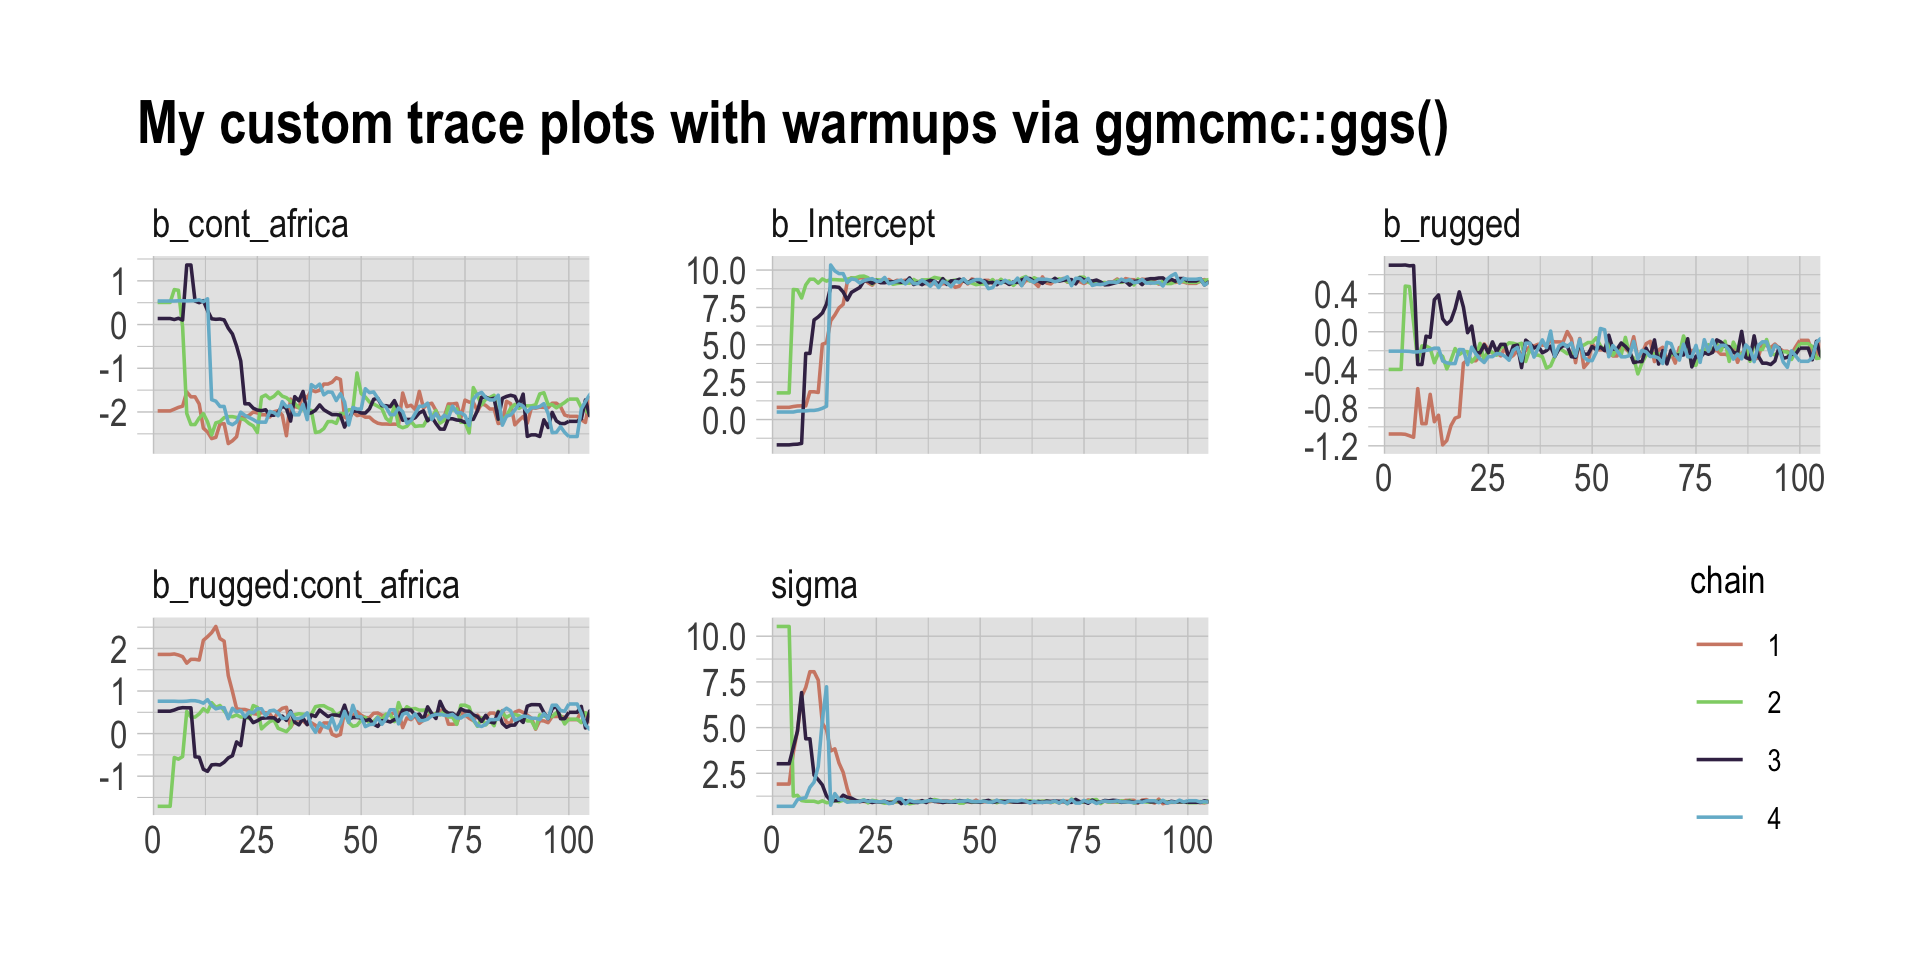 My custom trace plots with warmups via ggmcmc::ggs()
b_cont_africa
1
0
-1
-2
b_Intercept
10.0
7.5
5.0
2.5
0.0
b_rugged
0.4
0.0
-0.4
-0.8
-1.2
0 25 50 75 100
b_rugged:cont_africa
2
1
0
-1
0 25 50 75 100
sigma
10.0
7.5
5.0
2.5
0 25 50 75 100
chain
1
2
3
4